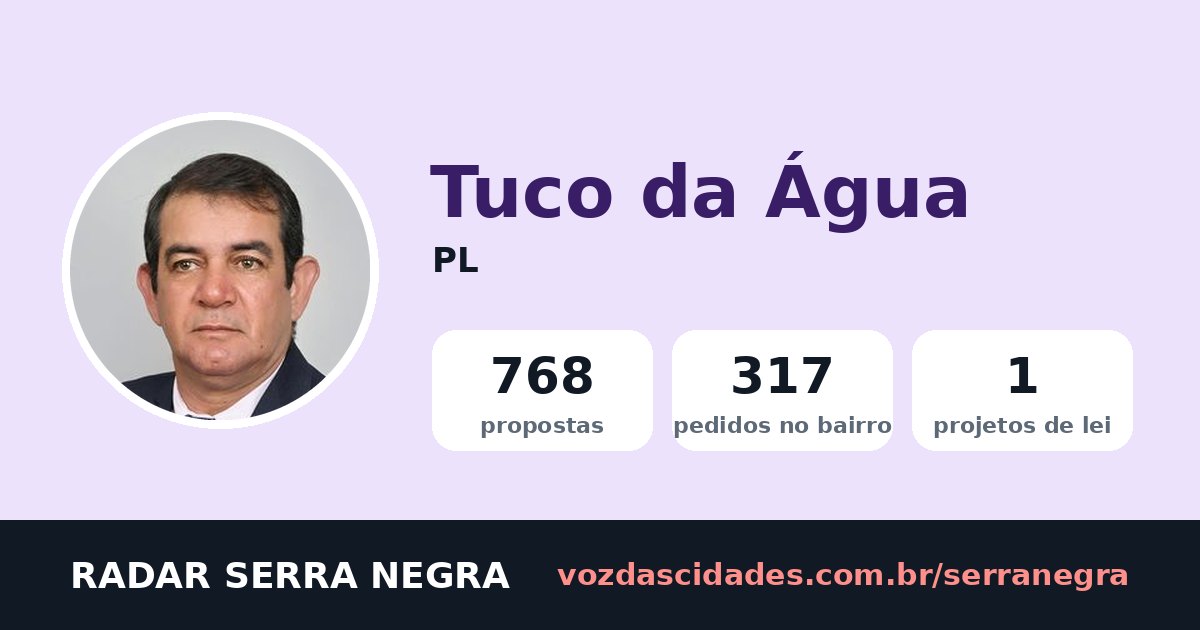 Tuco da Água
PL
768
propostas
317
pedidos no bairro
1
projetos de lei
RADAR SERRA NEGRA
vozdascidades.com.br/serranegra